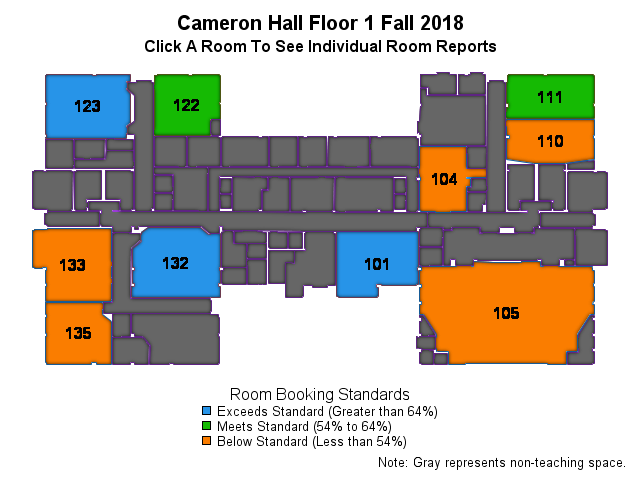 Cameron Hall Floor 1 Fall 2018
Click A Room To See Individual Room Reports
123
122
111
110
104
133
132
101
105
135
Room Booking Standards
Exceeds Standard (Greater than 64%)
Meets Standard (54% to 64%)
Below Standard (Less than 54%)
Note: Gray represents non-teaching space.